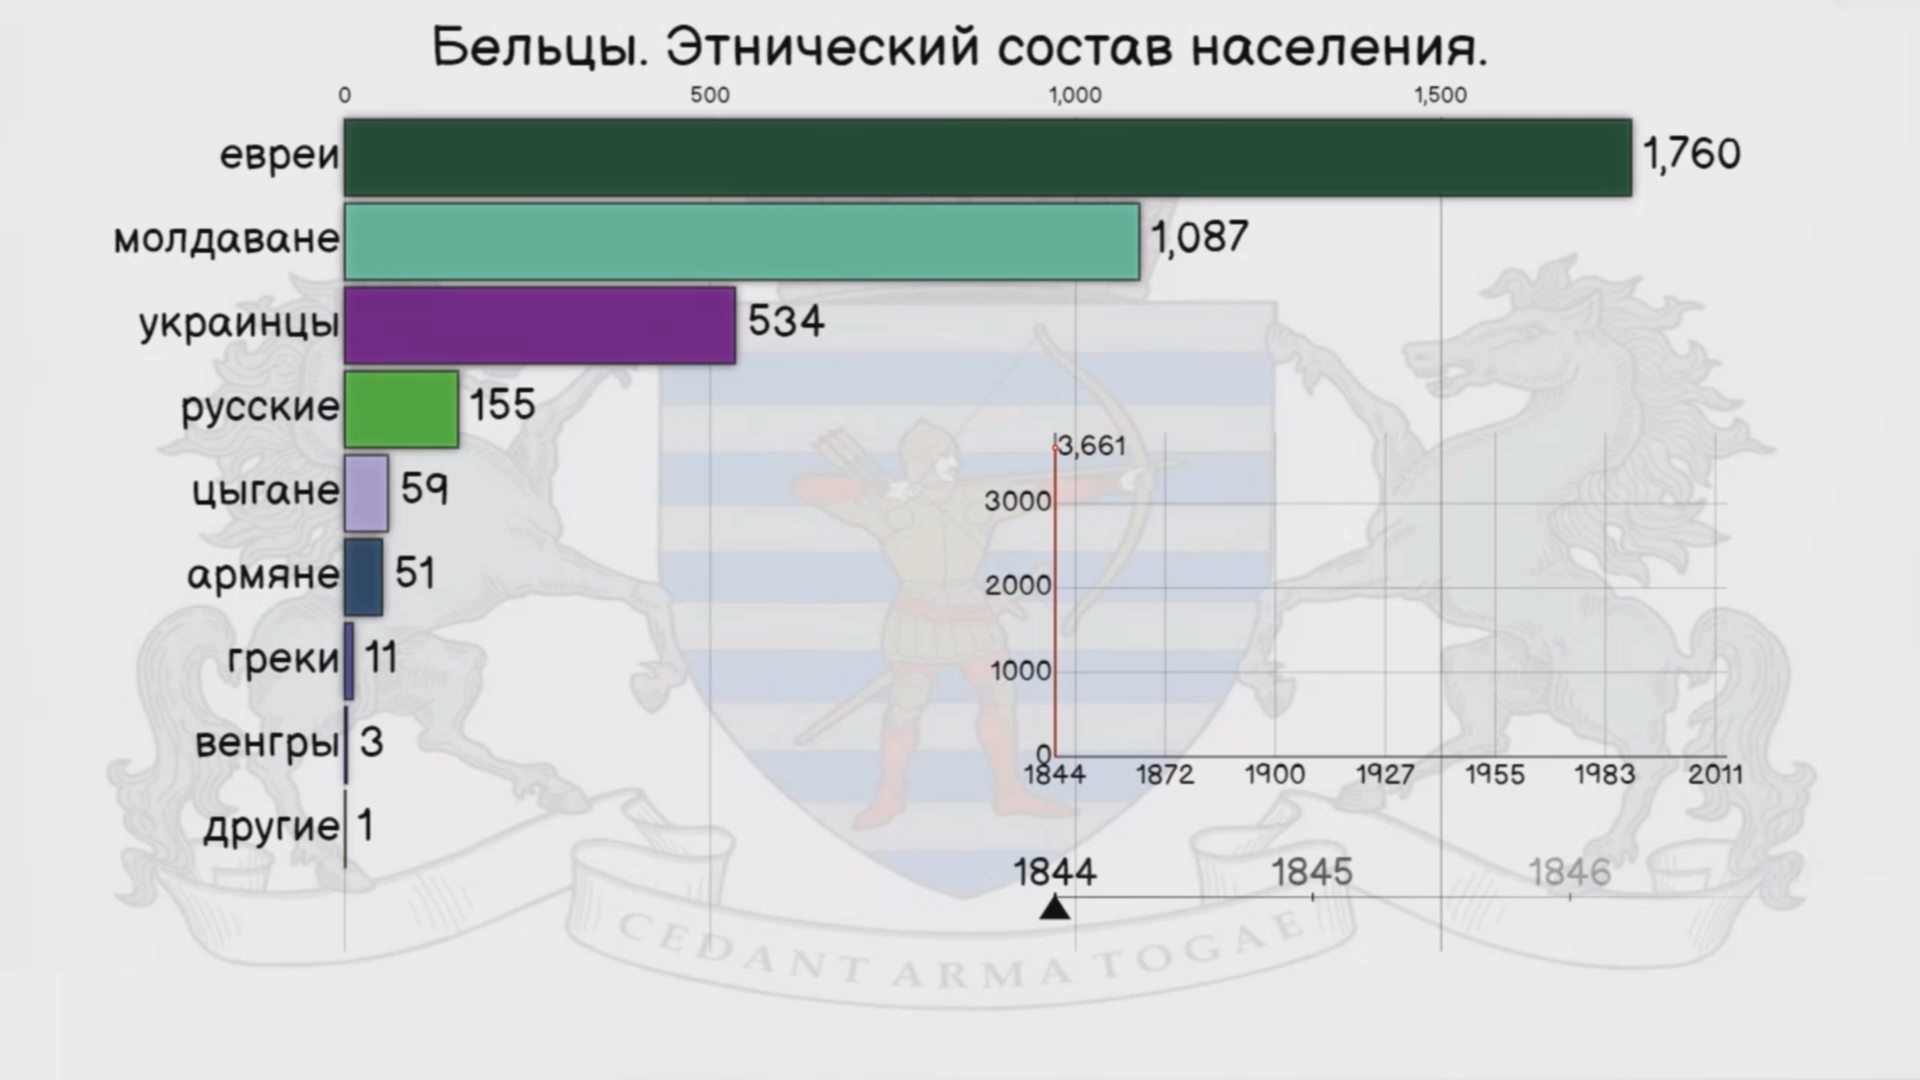 Бельцы. Этнический состав населения.
0 500 1,000 1,500
евреи 1,760
молдаване 1,087
украинцы 534
русские 155
цыгане 59
армяне 51
греки 11
венгры 3
другие 1
3,661
3000
2000
1000
0
1844 1872 1900 1927 1955 1983 2011
1844 1845 1846
CEDANT ARMA TOGAE